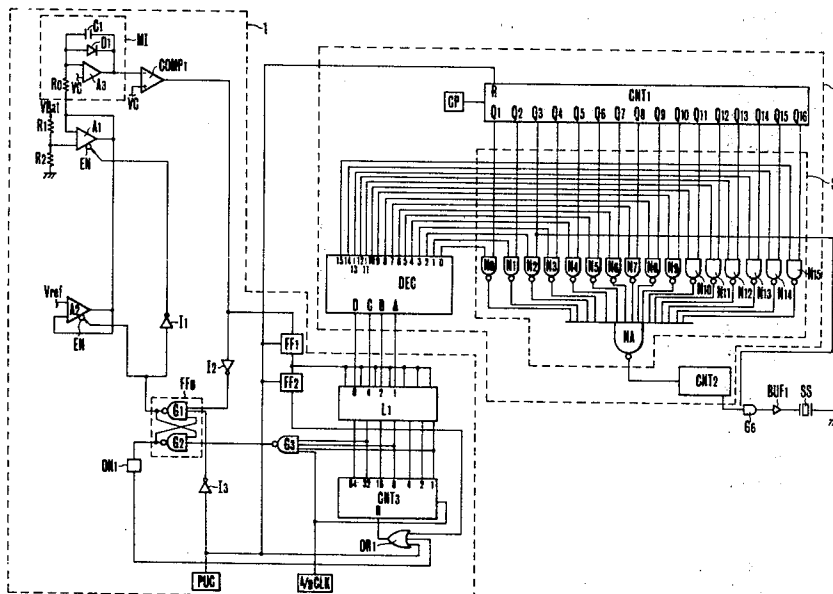 C1
D1
MI
1
R0
VC
A3
COMP1
VC
VBat
R1
A1
R2
EN
CP
R
CNT1
Q1 Q2 Q3 Q4 Q5 Q6 Q7 Q8 Q9 Q10 Q11 Q12 Q13 Q14 Q15 Q16
DEC
D C B A
N0 N1 N2 N3 N4 N5 N6 N7 N8 N9
N10 N11 N12 N13 N14 N15
NA
Vref
A2
EN
I1
I2
FF1
FF2
FF0
G1
G2
G3
L1
8 4 2 1
CNT2
G6
BUF1
SS
I3
64 32 16 8 4 2 1
CNT3
R
OR1
PUC
A/D CLK